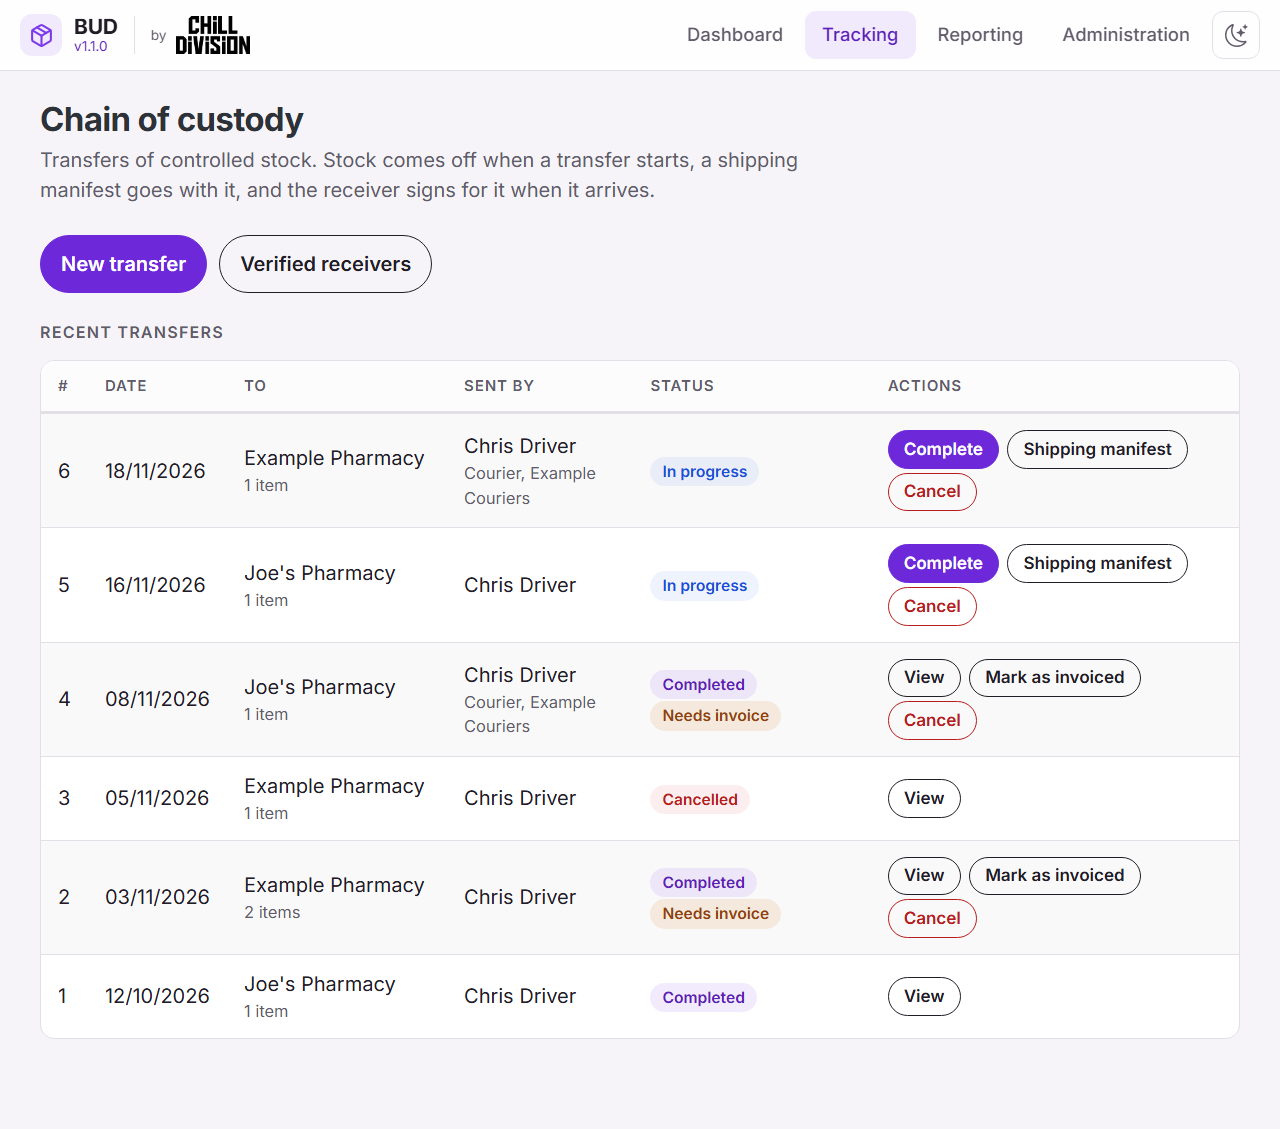 BUD
v1.1.0
by
CHILL
DIVISION
Dashboard
Tracking
Reporting
Administration
Chain of custody
Transfers of controlled stock. Stock comes off when a transfer starts, a shipping
manifest goes with it, and the receiver signs for it when it arrives.
New transfer
Verified receivers
RECENT TRANSFERS
# DATE TO SENT BY STATUS ACTIONS
6 18/11/2026
Example Pharmacy
1 item
Chris Driver
Courier, Example
Couriers
In progress
Complete Shipping manifest
Cancel
5 16/11/2026
Joe's Pharmacy
1 item
Chris Driver
In progress
Complete Shipping manifest
Cancel
4 08/11/2026
Joe's Pharmacy
1 item
Chris Driver
Courier, Example
Couriers
Completed
Needs invoice
View Mark as invoiced
Cancel
3 05/11/2026
Example Pharmacy
1 item
Chris Driver
Cancelled
View
2 03/11/2026
Example Pharmacy
2 items
Chris Driver
Completed
Needs invoice
View Mark as invoiced
Cancel
1 12/10/2026
Joe's Pharmacy
1 item
Chris Driver
Completed
View